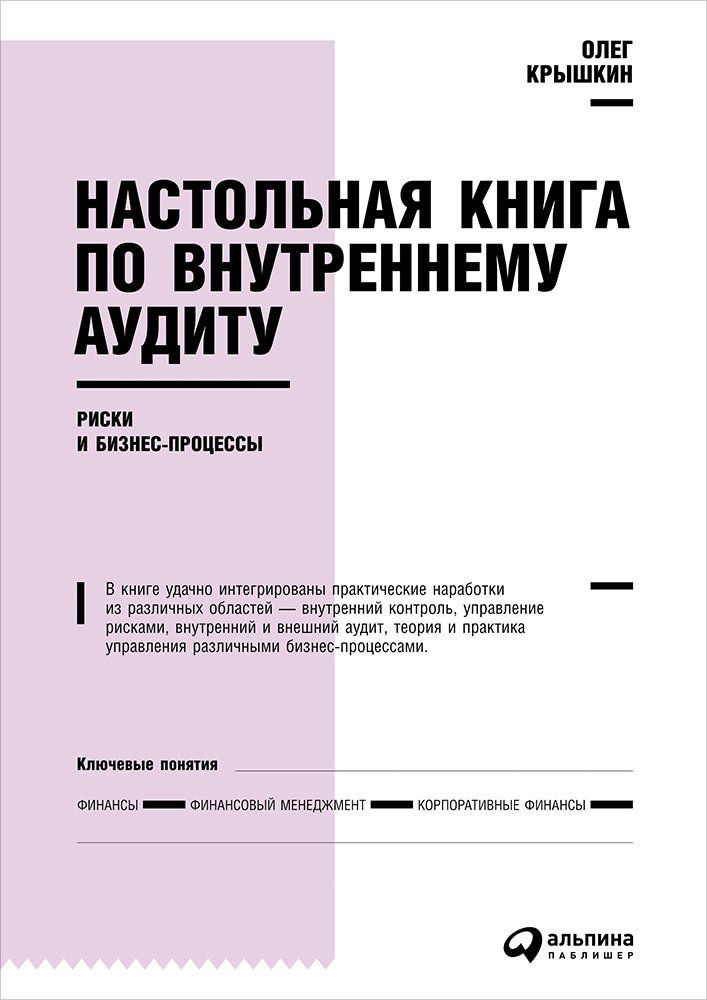 ОЛЕГ
КРЫШКИН
НАСТОЛЬНАЯ КНИГА
ПО ВНУТРЕННЕМУ
АУДИТУ
РИСКИ
И БИЗНЕС-ПРОЦЕССЫ
В книге удачно интегрированы практические наработки
из различных областей — внутренний контроль, управление
рисками, внутренний и внешний аудит, теория и практика
управления различными бизнес-процессами.
Ключевые понятия
ФИНАНСЫ ФИНАНСОВЫЙ МЕНЕДЖМЕНТ КОРПОРАТИВНЫЕ ФИНАНСЫ
альпина
ПАБЛИШЕР